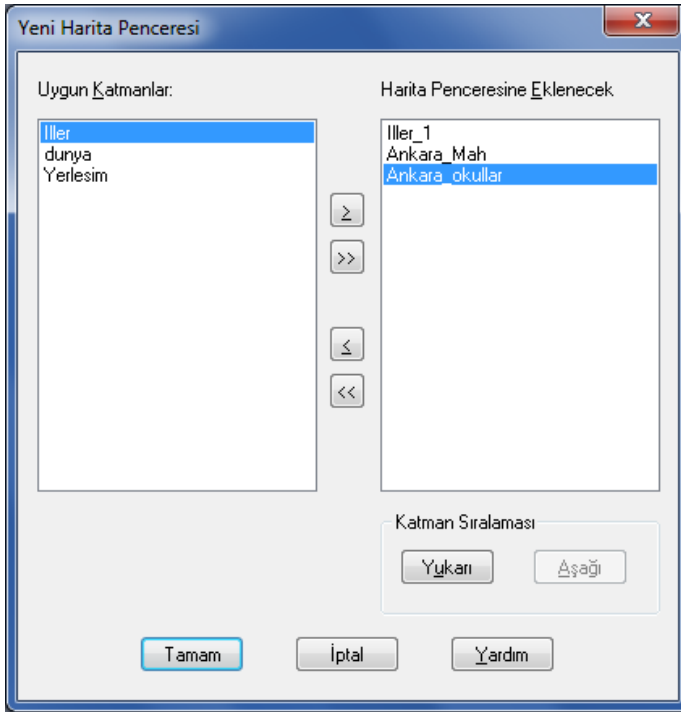 Yeni Harita Penceresi
Uygun Katmanlar:
Iller
dunya
Yerlesim
>
>>
<
<<
Harita Penceresine Eklenecek
Iller_1
Ankara_Mah
Ankara_okullar
Katman Sıralaması
Yukarı
Aşağı
Tamam
İptal
Yardım